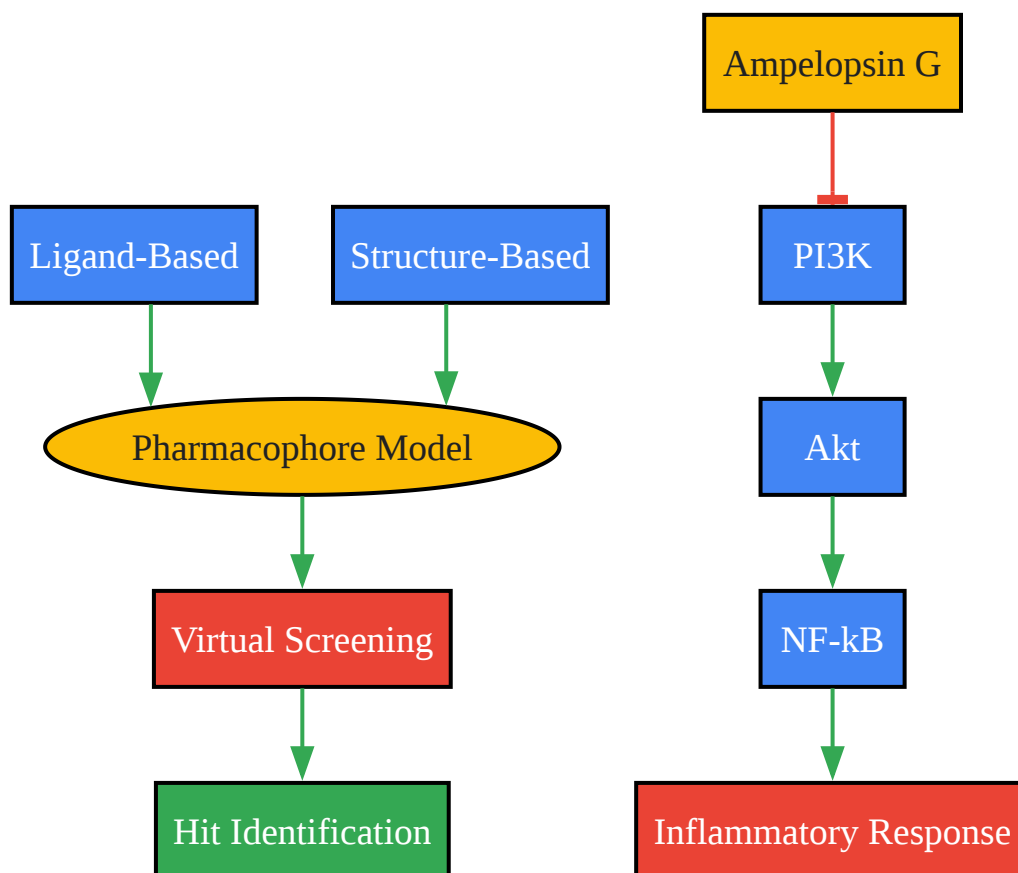 Ampelopsin G
Ligand-Based
Structure-Based
PI3K
Pharmacophore Model
Akt
Virtual Screening
NF-kB
Hit Identification
Inflammatory Response